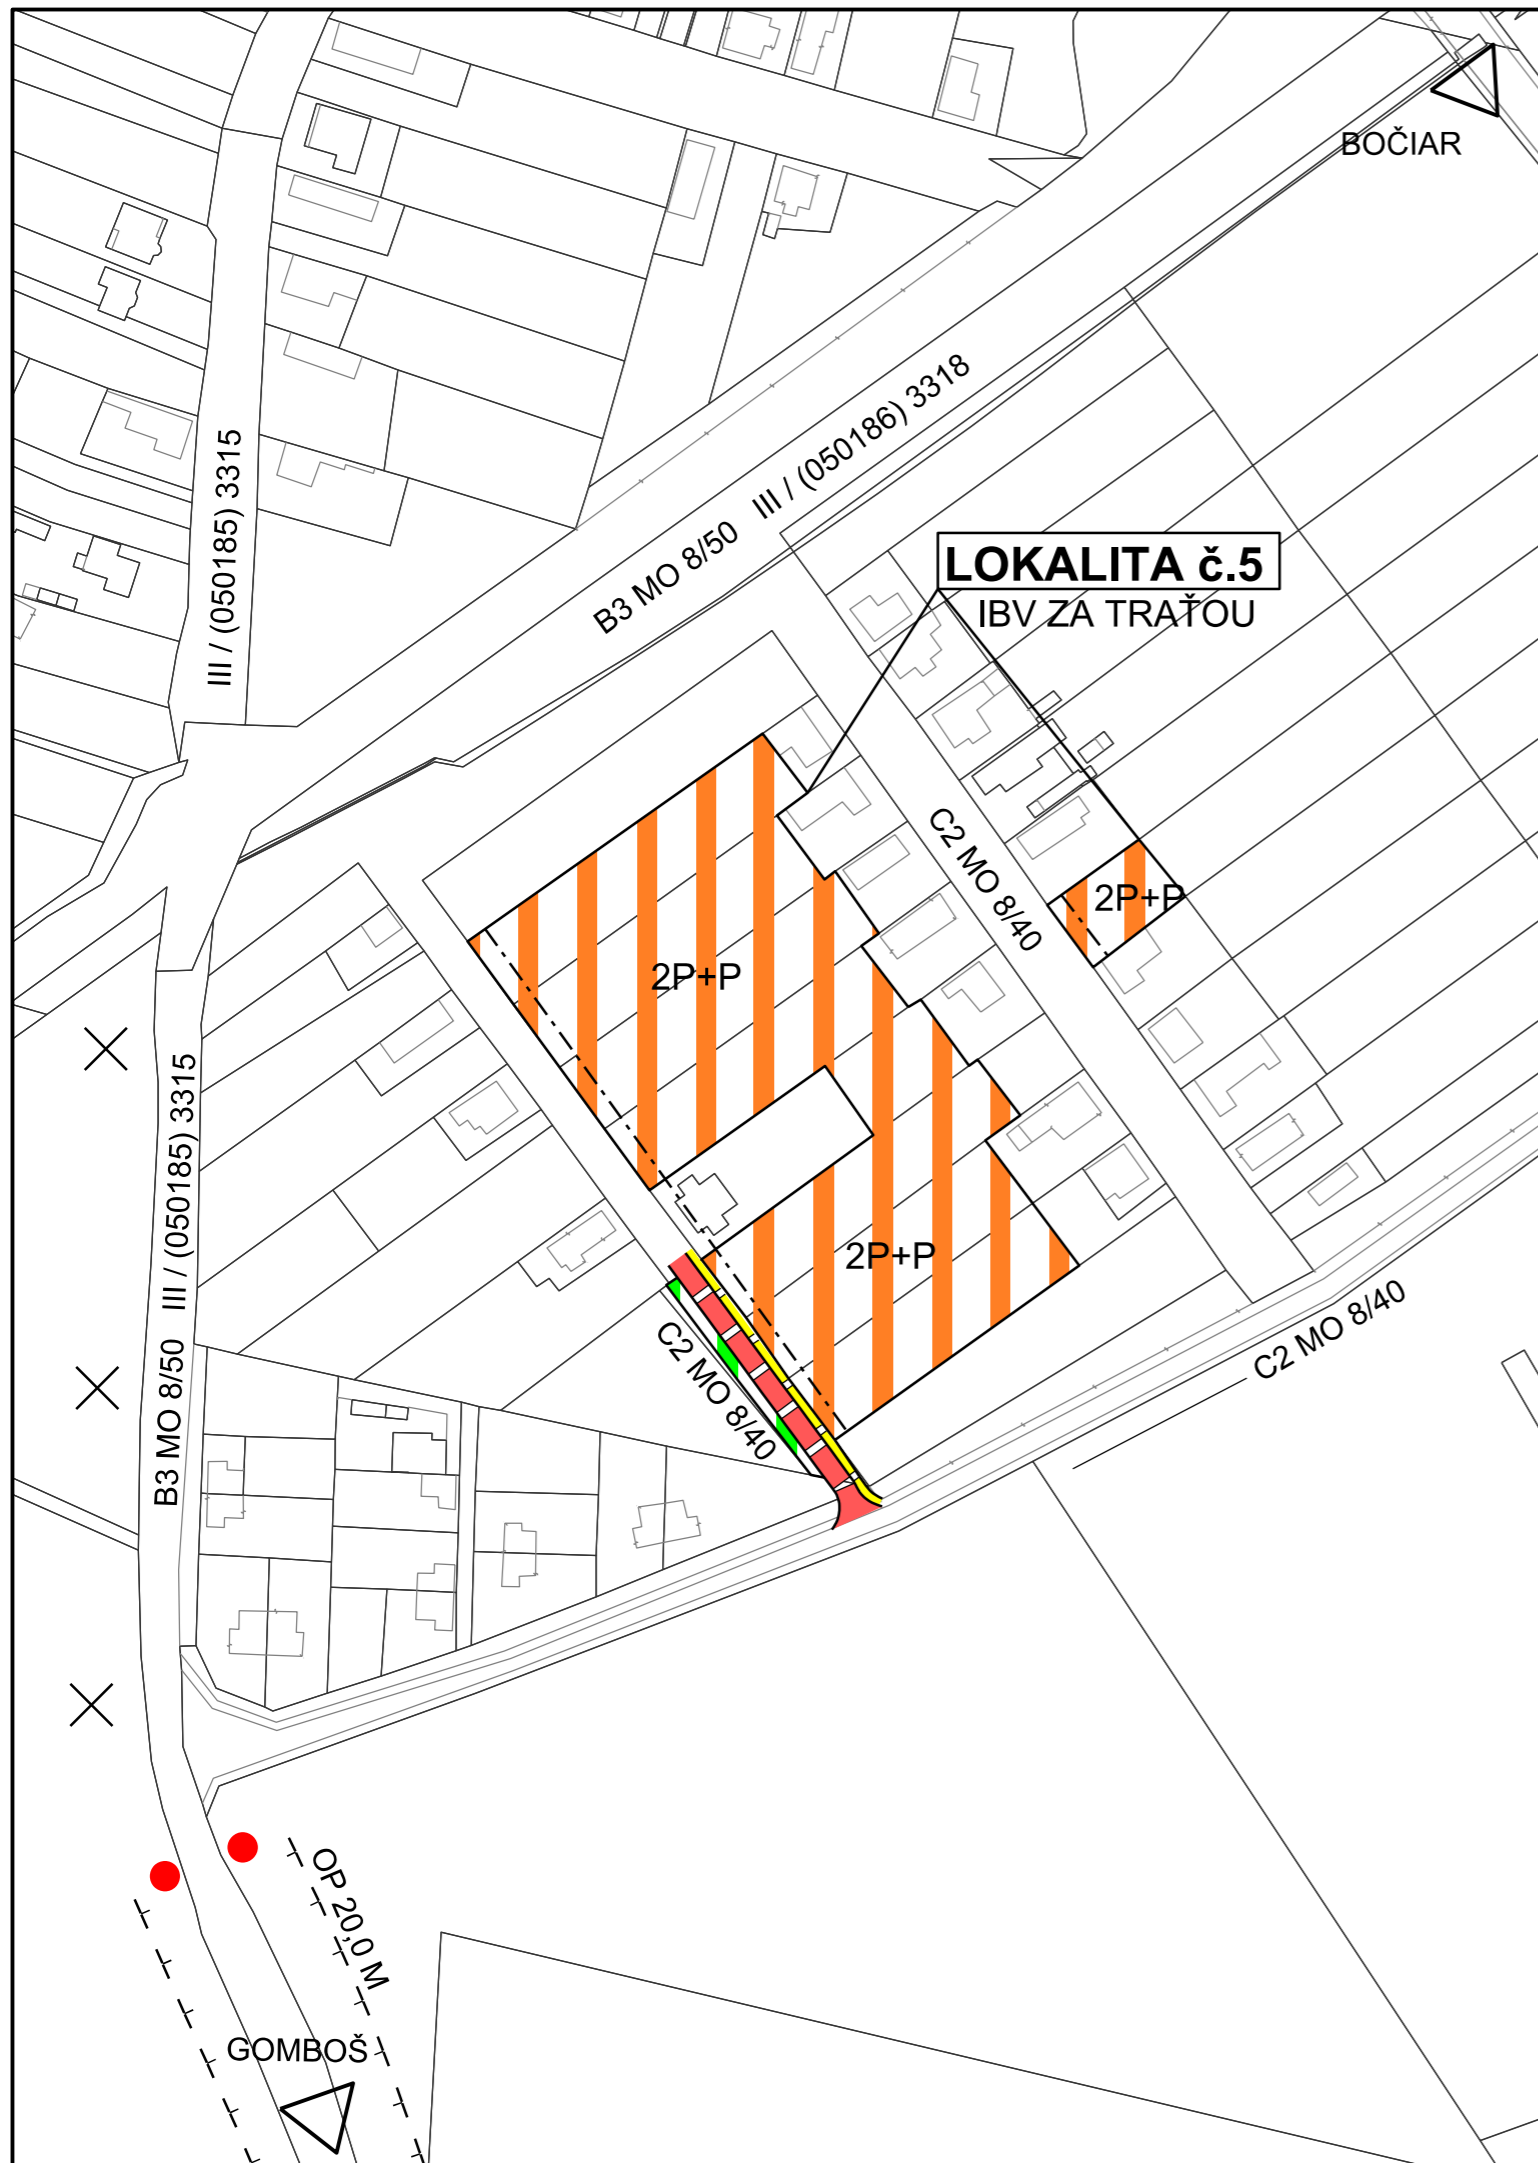 BOČIAR
III / (050186) 3318
B3 MO 8/50
III / (050185) 3315
LOKALITA č.5
IBV ZA TRAŤOU
C2 MO 8/40
2P+P
2P+P
2P+P
III / (050185) 3315
B3 MO 8/50
C2 MO 8/40
C2 MO 8/40
OP 20,0 M
GOMBOŠ